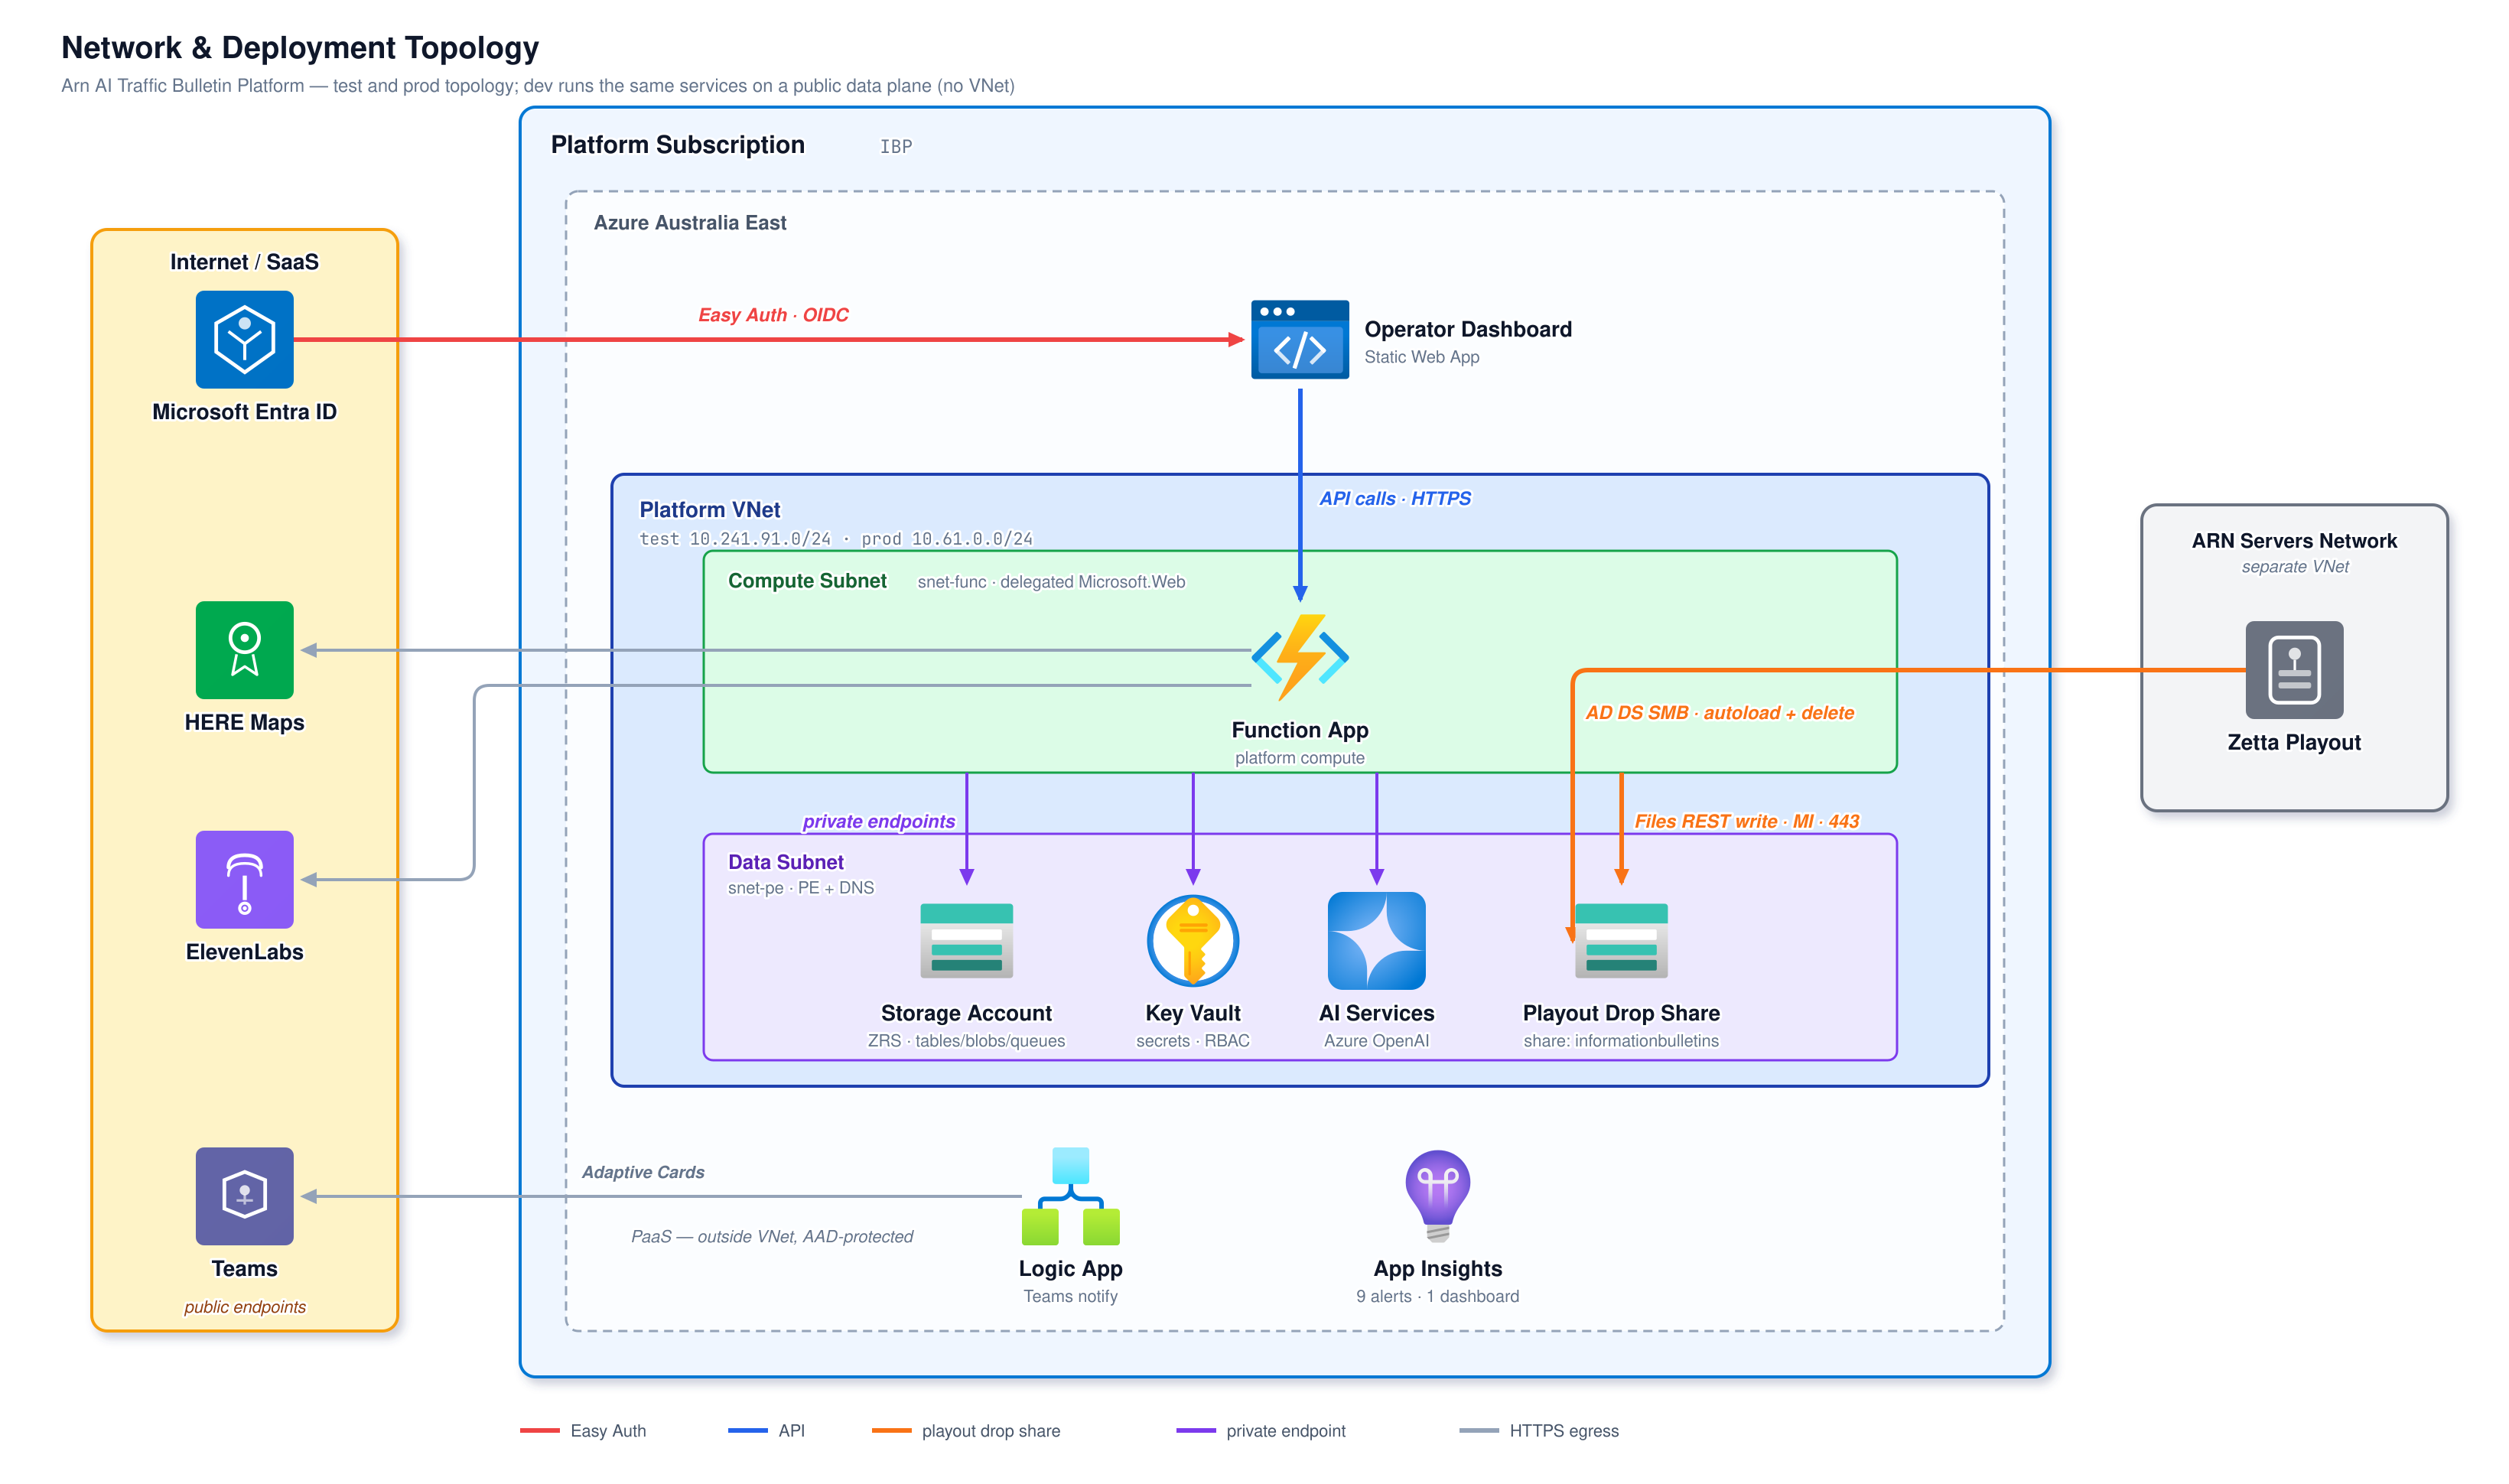 Network & Deployment Topology
Arn AI Traffic Bulletin Platform — test and prod topology; dev runs the same services on a public data plane (no VNet)
Platform Subscription IBP
Azure Australia East
Internet / SaaS
Microsoft Entra ID
Easy Auth · OIDC
Operator Dashboard
Static Web App
API calls · HTTPS
Platform VNet
test 10.241.91.0/24 · prod 10.61.0.0/24
Compute Subnet snet-func · delegated Microsoft.Web
HERE Maps
Function App
platform compute
ARN Servers Network
separate VNet
Zetta Playout
AD DS SMB · autoload + delete
private endpoints
Files REST write · MI · 443
Data Subnet
snet-pe · PE + DNS
ElevenLabs
Storage Account
ZRS · tables/blobs/queues
Key Vault
secrets · RBAC
AI Services
Azure OpenAI
Playout Drop Share
share: informationbulletins
Adaptive Cards
PaaS — outside VNet, AAD-protected
Teams
public endpoints
Logic App
Teams notify
App Insights
9 alerts · 1 dashboard
Easy Auth
API
playout drop share
private endpoint
HTTPS egress